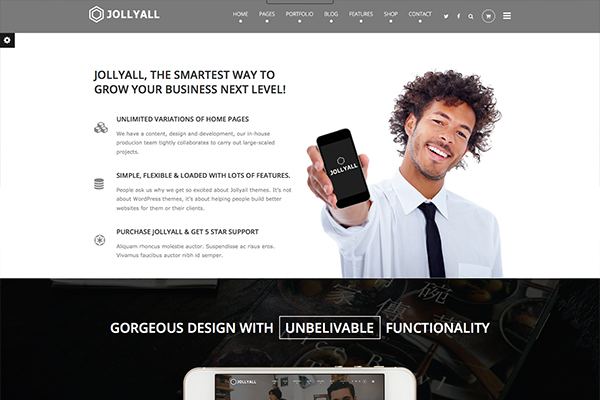 JOLLYALL
HOME PAGES PORTFOLIO BLOG FEATURES SHOP CONTACT
JOLLYALL, THE SMARTEST WAY TO
GROW YOUR BUSINESS NEXT LEVEL!
UNLIMITED VARIATIONS OF HOME PAGES
We have a content, design and development, our in-house
producion team tightly collaborates to carry out large-scaled
projects.
SIMPLE, FLEXIBLE & LOADED WITH LOTS OF FEATURES.
People ask us why we get so excited about Jollyall themes. It's not
about WordPress themes, it's about helping people build better
websites for them or their clients.
PURCHASE JOLLYALL & GET 5 STAR SUPPORT
Aliquam rhoncus molestie auctor. Suspendisse ac risus eros.
Vivamus faucibus auctor nibh id semper.
JOLLYALL
GORGEOUS DESIGN WITH UNBELIVABLE FUNCTIONALITY
JOLLYALL